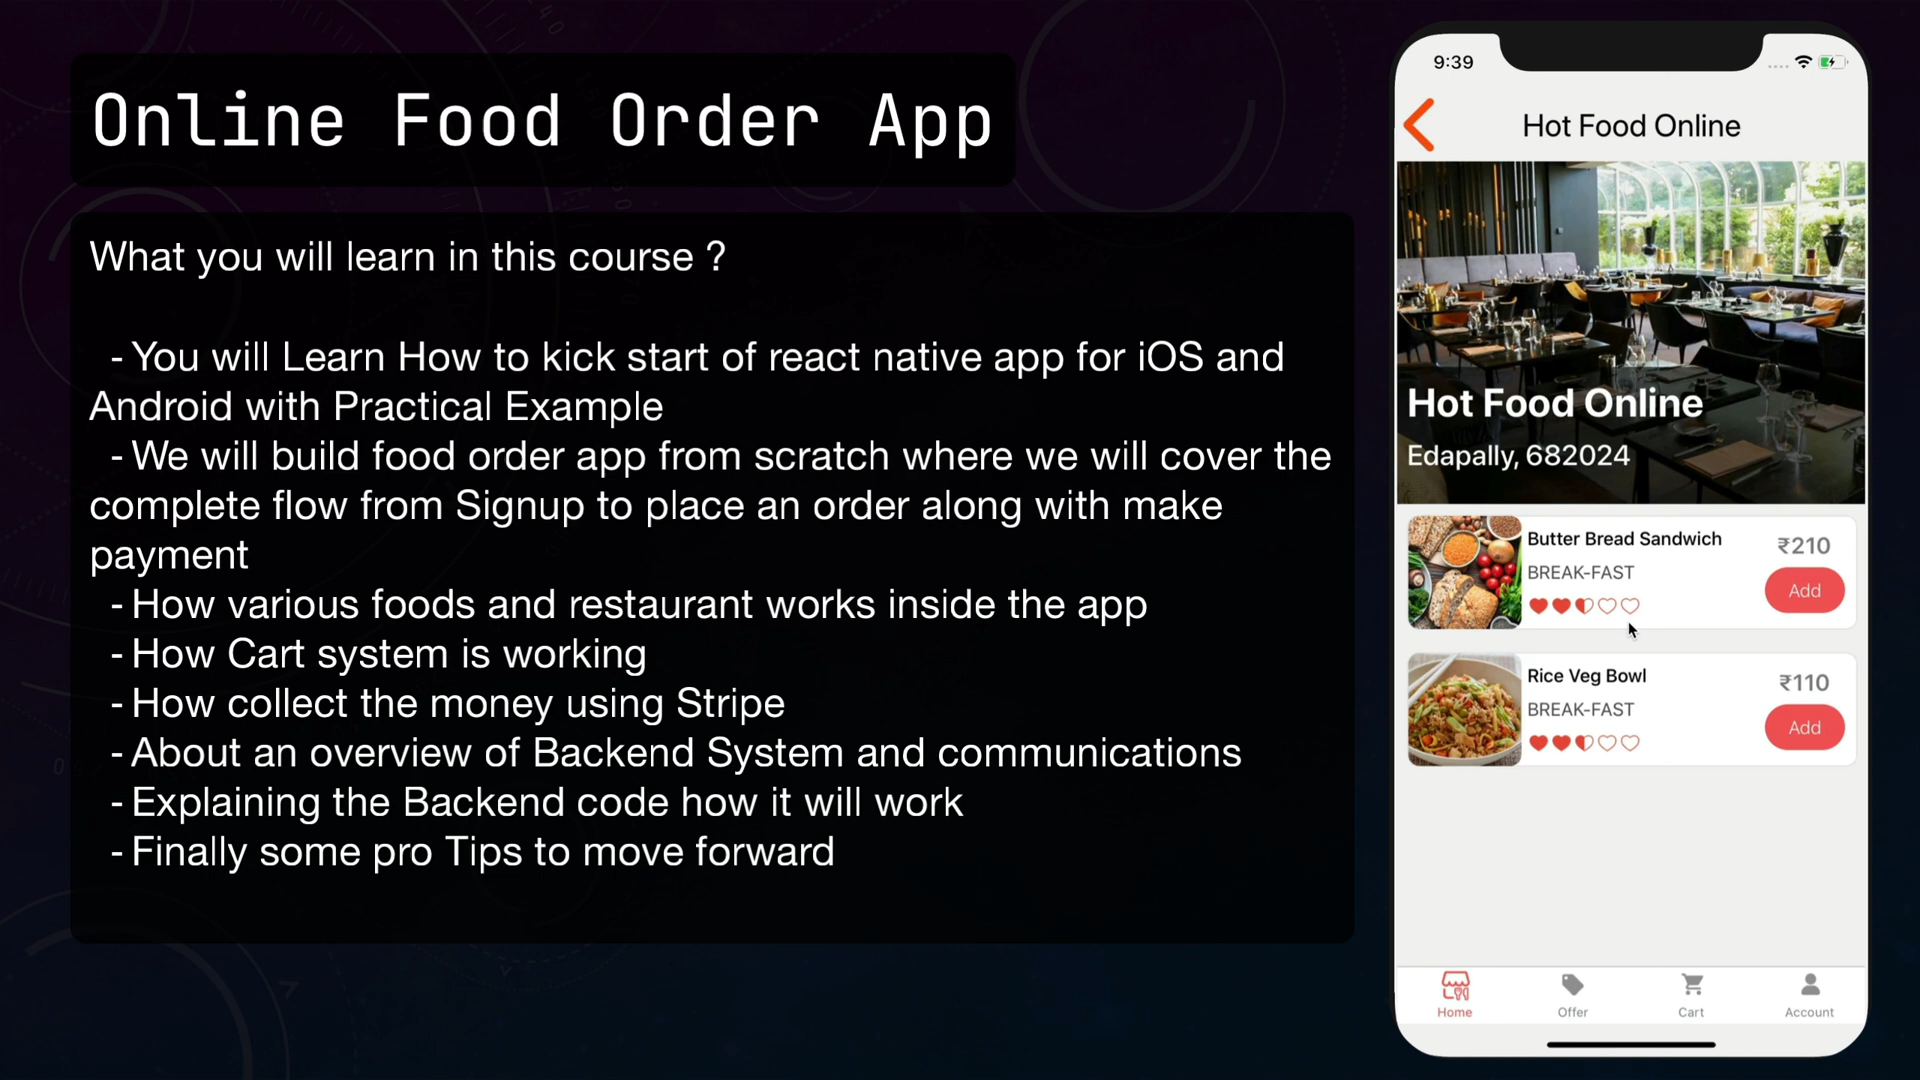 Online Food Order App
What you will learn in this course ?
- You will Learn How to kick start of react native app for iOS and
Android with Practical Example
- We will build food order app from scratch where we will cover the
complete flow from Signup to place an order along with make
payment
- How various foods and restaurant works inside the app
- How Cart system is working
- How collect the money using Stripe
- About an overview of Backend System and communications
- Explaining the Backend code how it will work
- Finally some pro Tips to move forward
9:39
Hot Food Online
Hot Food Online
Edapally, 682024
Butter Bread Sandwich
₹210
BREAK-FAST
Add
Rice Veg Bowl
₹110
BREAK-FAST
Add
Home
Offer
Cart
Account